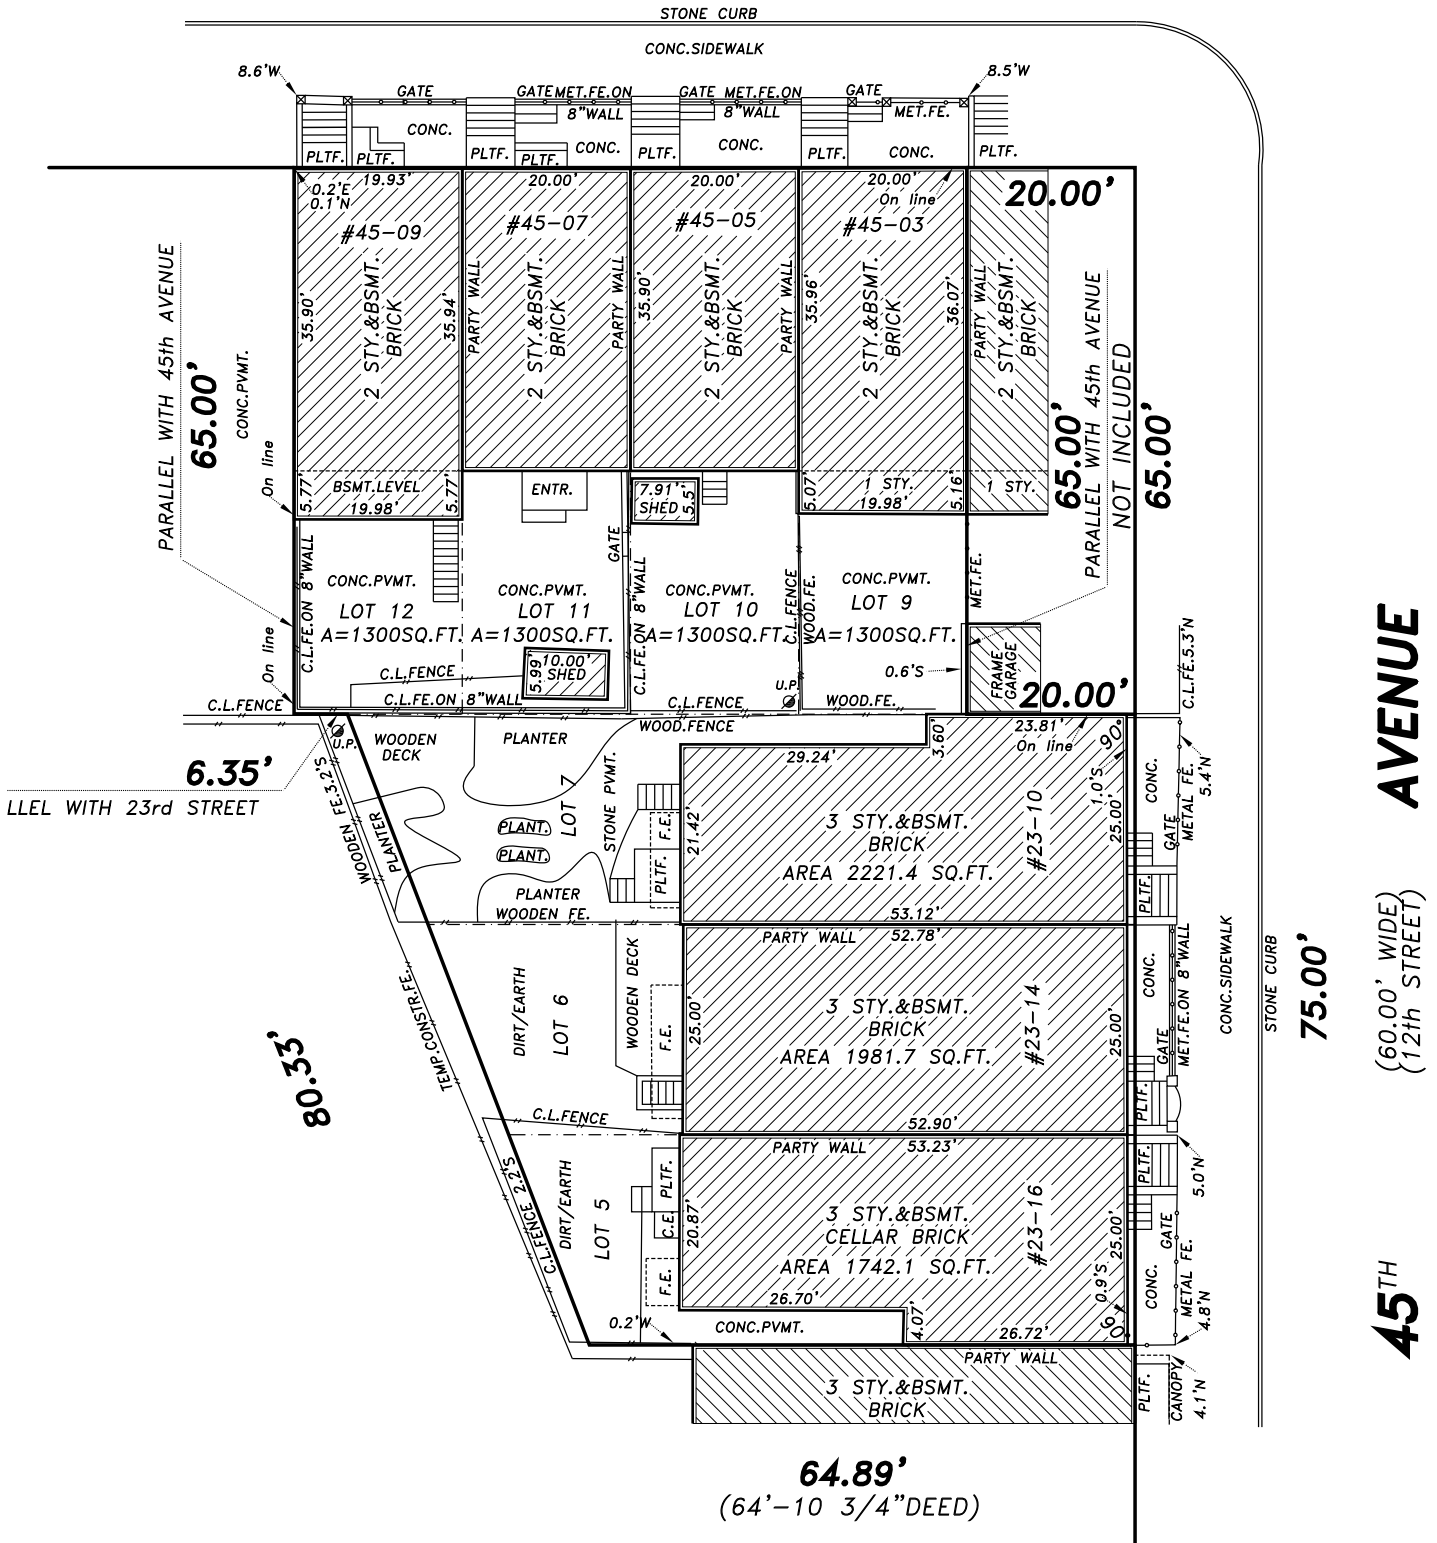 STONE CURB
CONC.SIDEWALK
8.6'W
8.5'W
GATE
GATE
MET.FE.ON
8"WALL
GATE
MET.FE.ON
8"WALL
GATE
MET.FE.
CONC.
CONC.
CONC.
CONC.
PLTF.
PLTF.
PLTF.
PLTF.
PLTF.
PLTF.
PLTF.
0.2'E
0.1'N
19.93'
20.00'
20.00'
20.00'
On line
20.00'
#45-09
#45-07
#45-05
#45-03
35.90'
2 STY.&BSMT.
BRICK
35.94'
PARTY WALL
2 STY.&BSMT.
BRICK
PARTY WALL
35.90'
2 STY.&BSMT.
BRICK
PARTY WALL
35.96'
2 STY.&BSMT.
BRICK
36.07'
PARTY WALL
2 STY.&BSMT.
BRICK
PARALLEL WITH 45th AVENUE
65.00'
CONC.PVMT.
65.00'
PARALLEL WITH 45th AVENUE
NOT INCLUDED
65.00'
On line
5.77'
BSMT.LEVEL
19.98'
5.77'
ENTR.
7.91'
SHED
5.5'
5.07'
1 STY.
19.98'
5.16'
1 STY.
GATE
C.L.FE.ON 8"WALL
CONC.PVMT.
LOT 12
A=1300SQ.FT.
CONC.PVMT.
LOT 11
A=1300SQ.FT.
C.L.FE.ON 8"WALL
CONC.PVMT.
LOT 10
A=1300SQ.FT.
C.L.FENCE
WOOD.FE.
CONC.PVMT.
LOT 9
A=1300SQ.FT.
MET.FE.
On line
10.00'
SHED
5.99'
C.L.FENCE
C.L.FE.ON 8"WALL
C.L.FENCE
U.P.
WOOD.FE.
0.6'S
FRAME
GARAGE
20.00'
C.L.FE.5.3'N
C.L.FENCE
WOOD.FENCE
U.P.
WOODEN
DECK
PLANTER
6.35'
LLEL WITH 23rd STREET
WOODEN FE.3.2'S
PLANTER
LOT 7
STONE PVMT.
PLANT.
PLANT.
PLANTER
WOODEN FE.
F.E.
PLTF.
29.24'
3.60'
23.81'
On line
90°
1.0'S
21.42'
3 STY.&BSMT.
BRICK
AREA 2221.4 SQ.FT.
#23-10
25.00'
53.12'
CONC.
GATE
METAL FE.
5.4'N
PLTF.
AVENUE
PARTY WALL
52.78'
TEMP.CONSTR.FE.
DIRT/EARTH
LOT 6
WOODEN DECK
F.E.
25.00'
3 STY.&BSMT.
BRICK
AREA 1981.7 SQ.FT.
#23-14
25.00'
52.90'
CONC.
GATE
MET.FE.ON 8"WALL
PLTF.
CONC.SIDEWALK
STONE CURB
75.00'
(60.00' WIDE)
(12th STREET)
80.33'
C.L.FENCE
PARTY WALL
53.23'
C.L.FENCE 2.2'S
DIRT/EARTH
LOT 5
PLTF.
C.E.
F.E.
20.87'
3 STY.&BSMT.
CELLAR BRICK
AREA 1742.1 SQ.FT.
#23-16
25.00'
PLTF.
5.0'N
GATE
CONC.
METAL FE.
4.8'N
26.70'
4.07'
0.9'S
90°
26.72'
0.2'W
CONC.PVMT.
PARTY WALL
3 STY.&BSMT.
BRICK
PLTF.
CANOPY
4.1'N
45TH
64.89'
(64'-10 3/4"DEED)